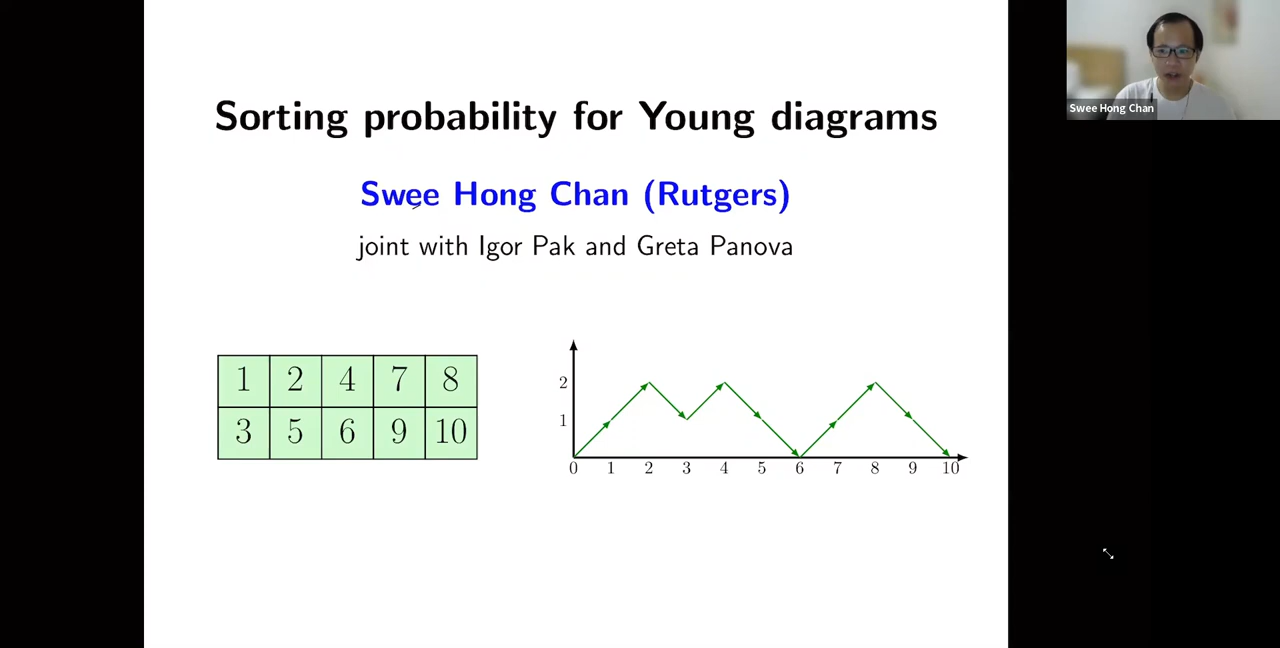 Sorting probability for Young diagrams
Swee Hong Chan
Swee Hong Chan (Rutgers)
joint with Igor Pak and Greta Panova
1 2 4 7 8
3 5 6 9 10
2
1
0 1 2 3 4 5 6 7 8 9 10